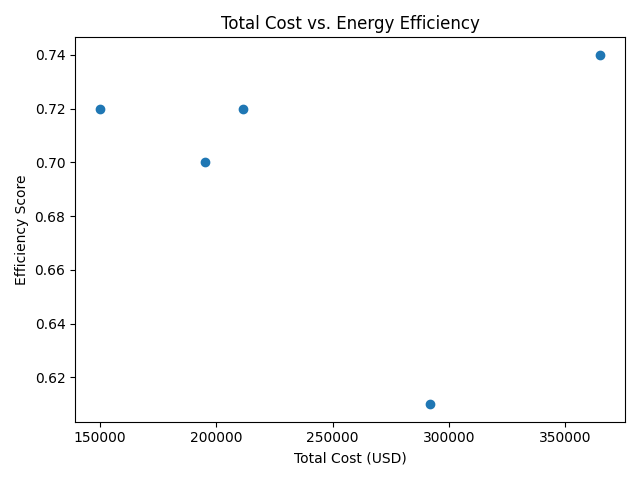 Total Cost vs. Energy Efficiency
Efficiency Score
0.74
0.72
0.70
0.68
0.66
0.64
0.62
150000 200000 250000 300000 350000
Total Cost (USD)